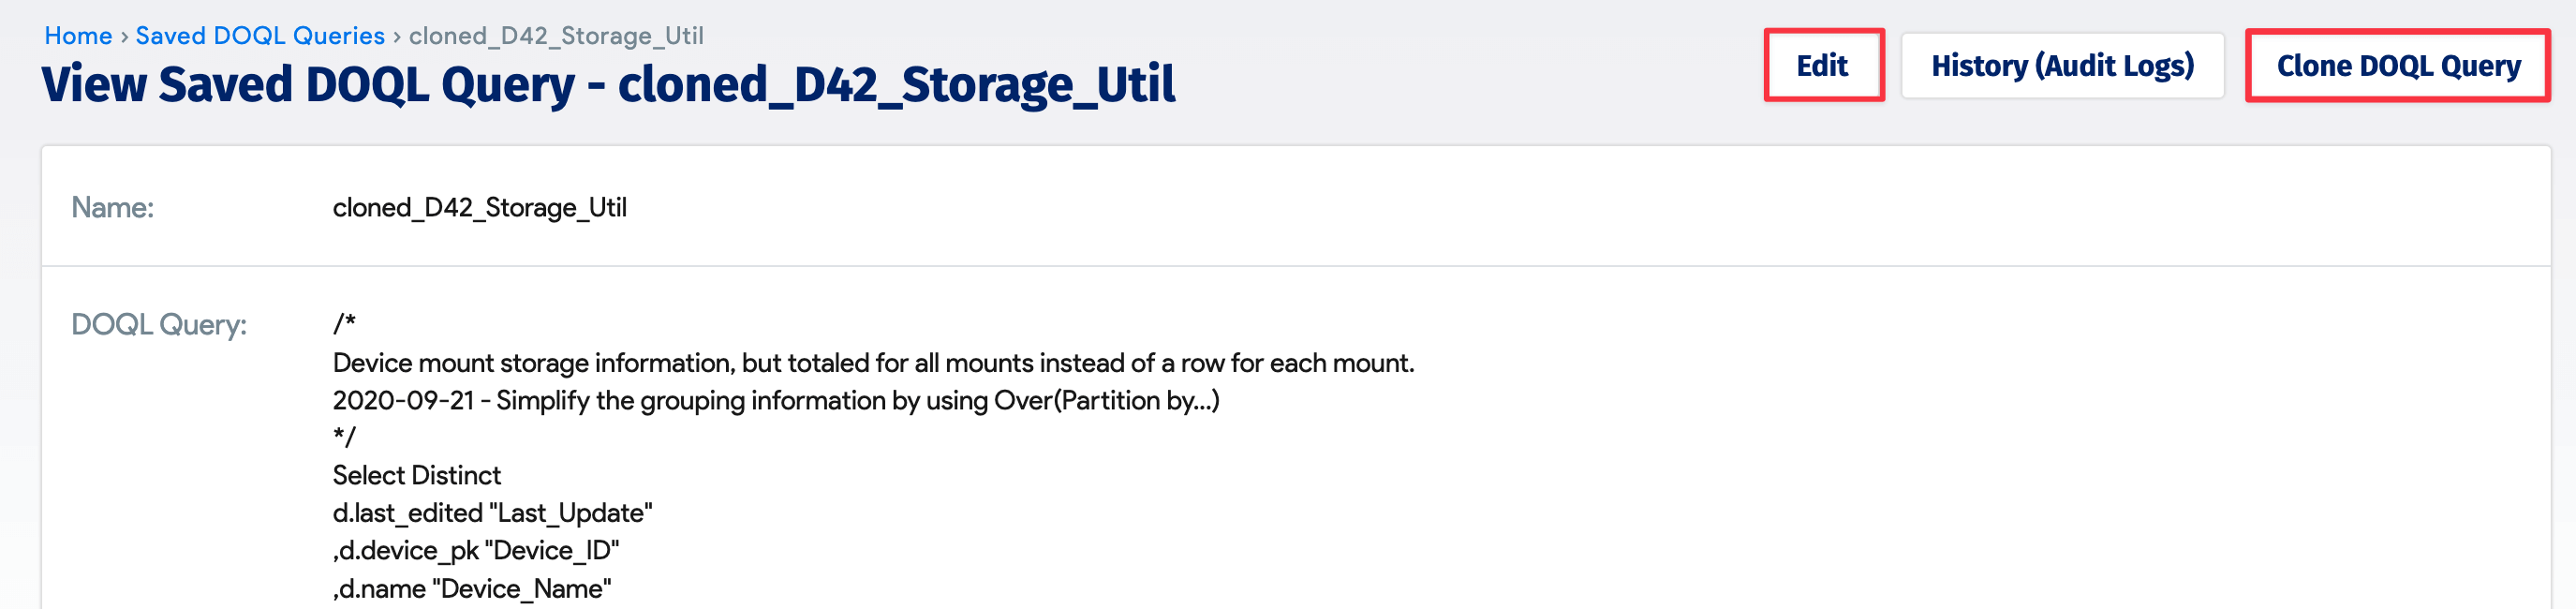 Home › Saved DOQL Queries › cloned_D42_Storage_Util
View Saved DOQL Query - cloned_D42_Storage_Util
Edit
History (Audit Logs)
Clone DOQL Query
Name:
cloned_D42_Storage_Util
DOQL Query:
/*
Device mount storage information, but totaled for all mounts instead of a row for each mount.
2020-09-21 - Simplify the grouping information by using Over(Partition by...)
*/
Select Distinct
d.last_edited "Last_Update"
,d.device_pk "Device_ID"
,d.name "Device_Name"